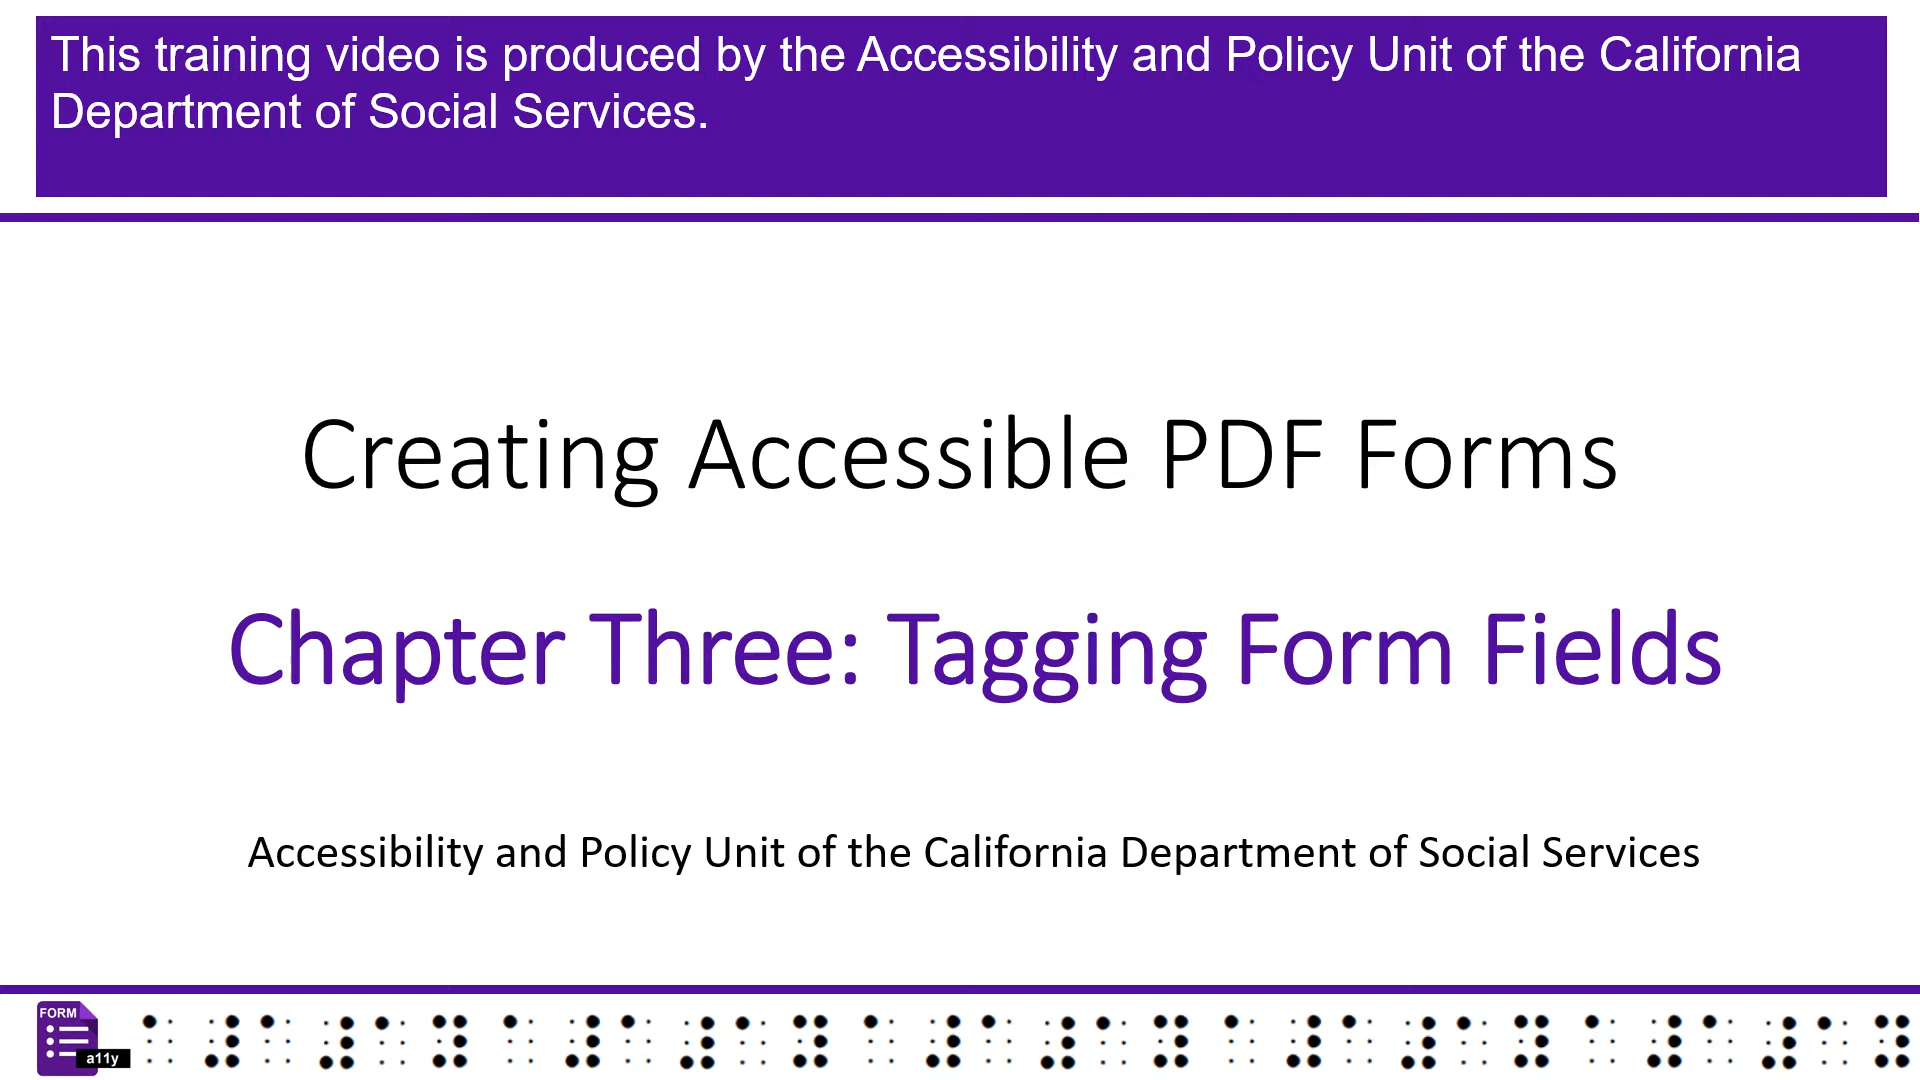 This training video is produced by the Accessibility and Policy Unit of the California
Department of Social Services.
Creating Accessible PDF Forms
Chapter Three: Tagging Form Fields
Accessibility and Policy Unit of the California Department of Social Services
FORM
a11y